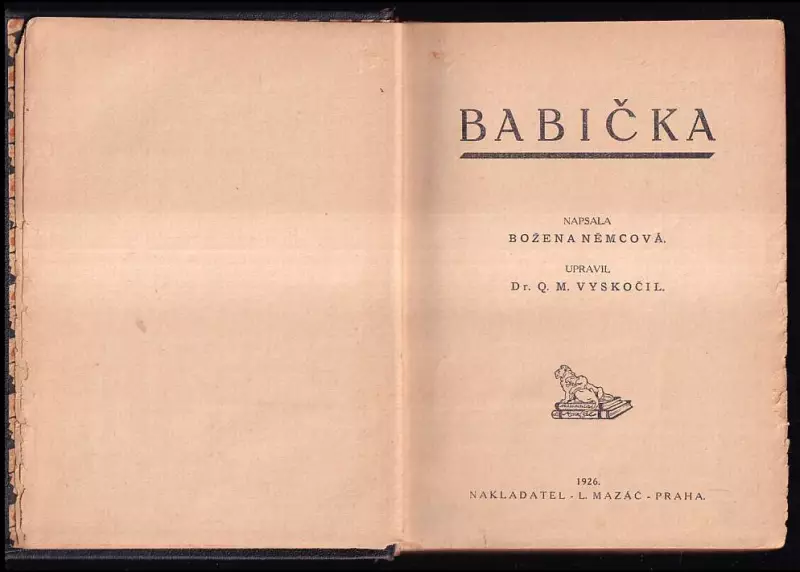 BABIČKA
NAPSALA
BOŽENA NĚMCOVÁ.
UPRAVIL
Dr. Q. M. VYSKOČIL.
1926.
NAKLADATEL - L. MAZÁČ - PRAHA.